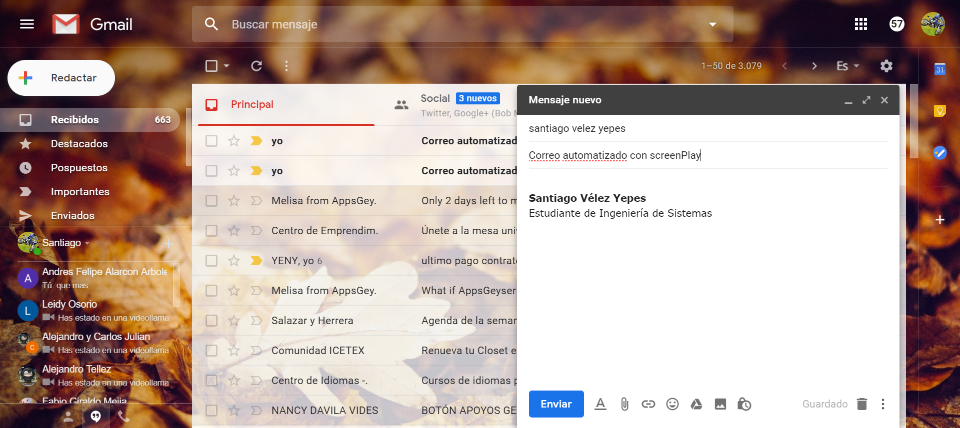 Gmail
Buscar mensaje
57
Redactar
1–50 de 3.079
Es
31
Recibidos 663
Destacados
Pospuestos
Importantes
Enviados
Santiago
A Andres Felipe Alarcon Arbole
Tú: que mas
L Leidy Osorio
Has estado en una videollama
Alejandro y Carlos Julian
C
Has estado en una videollama
Alejandro Tellez
Has estado en una videollama
Fabio Giraldo Mejia
Principal
Social 3 nuevos
Twitter, Google+ (Bob M
yo Correo automatizad
yo Correo automatizad
Melisa from AppsGey. Only 2 days left to m
Centro de Emprendim. Únete a la mesa univ
YENY, yo 6 ultimo pago contrato
Melisa from AppsGey. What if AppsGeyser
Salazar y Herrera Agenda de la seman
Comunidad ICETEX Renueva tu Closet e
Centro de Idiomas -. Cursos de idiomas p
NANCY DAVILA VIDES BOTÓN APOYOS GE
Mensaje nuevo
santiago velez yepes
Correo automatizado con screenPlay
Santiago Vélez Yepes
Estudiante de Ingeniería de Sistemas
Enviar
Guardado